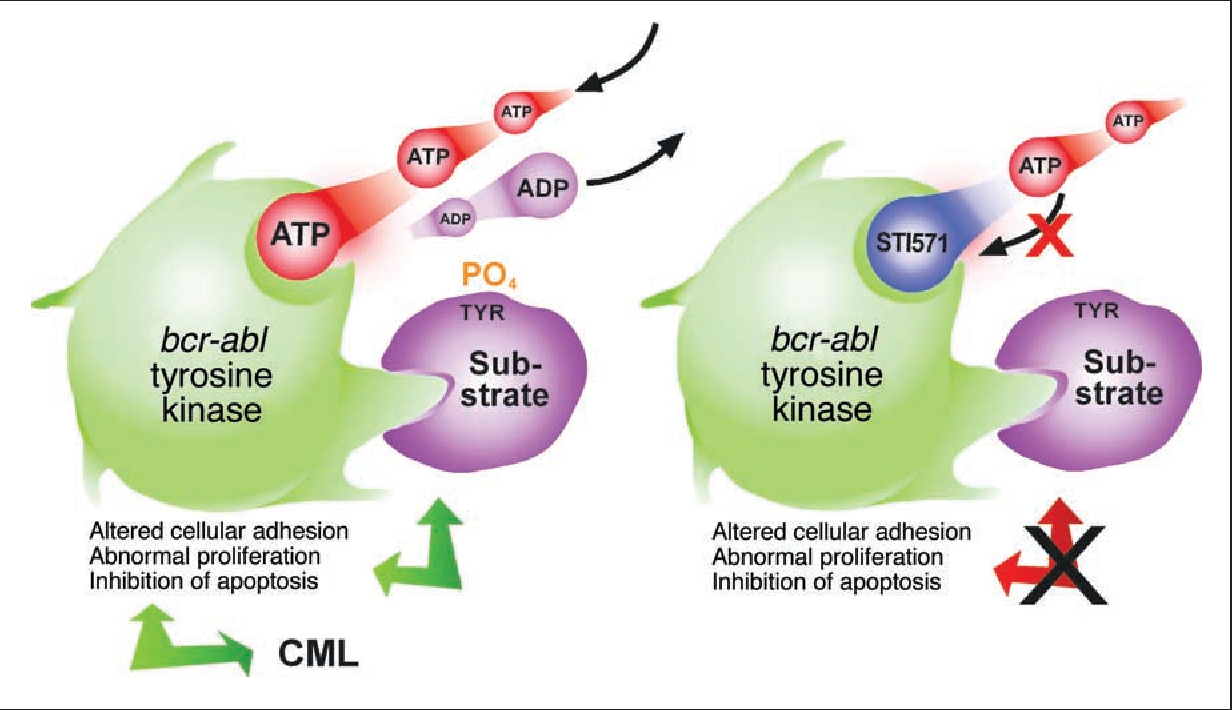 ATP
ATP
ADP
ADP
ATP
PO4
TYR
Sub-
strate
bcr-abl
tyrosine
kinase
Altered cellular adhesion
Abnormal proliferation
Inhibition of apoptosis
CML
ATP
ATP
STI571
TYR
Sub-
strate
bcr-abl
tyrosine
kinase
Altered cellular adhesion
Abnormal proliferation
Inhibition of apoptosis